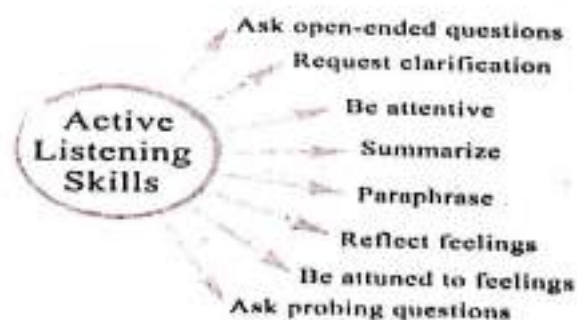 Active
Listening
Skills
Ask open-ended questions
Request clarification
Be attentive
Summarize
Paraphrase
Reflect feelings
Be attuned to feelings
Ask probing questions